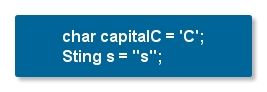 char capitalC = 'C';
Sting s = "s";